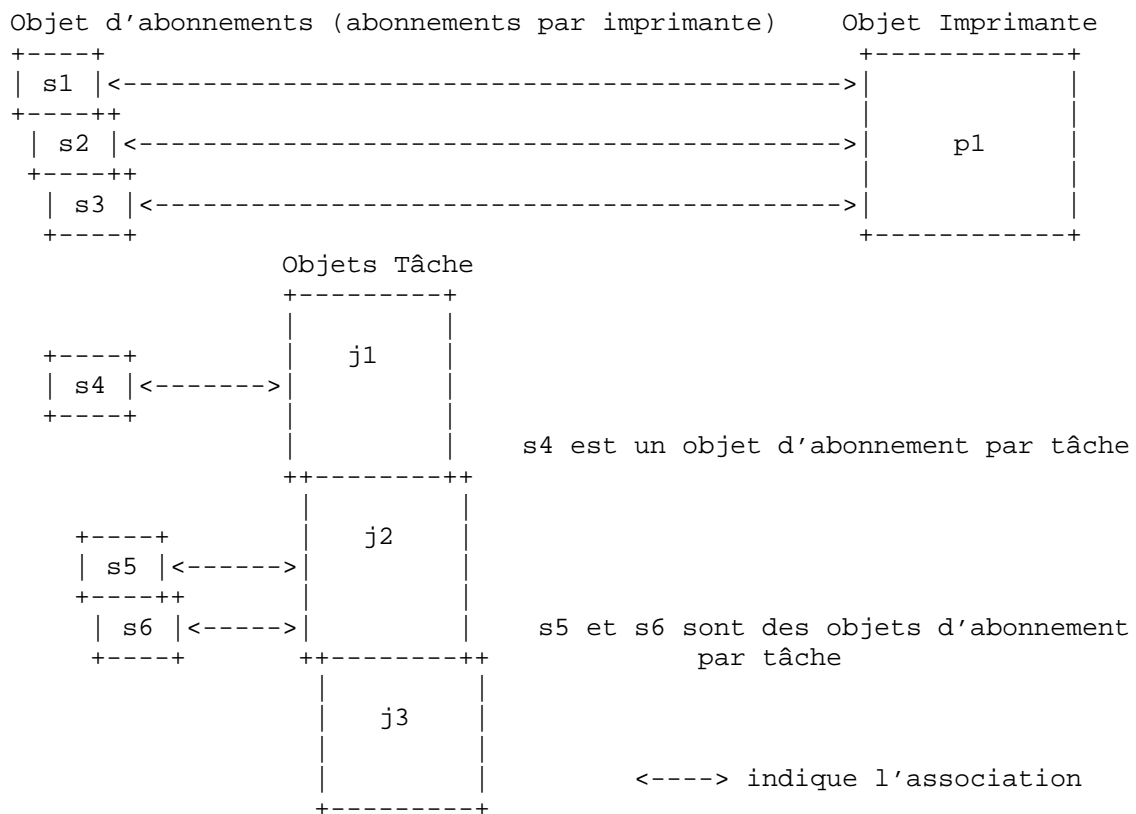 Objet d'abonnements (abonnements par imprimante) Objet Imprimante
s1
s2 p1
s3
Objets Tâche
j1
s4
s4 est un objet d'abonnement par tâche
j2
s5
s6 s5 et s6 sont des objets d'abonnement
par tâche
j3
<----> indique l'association